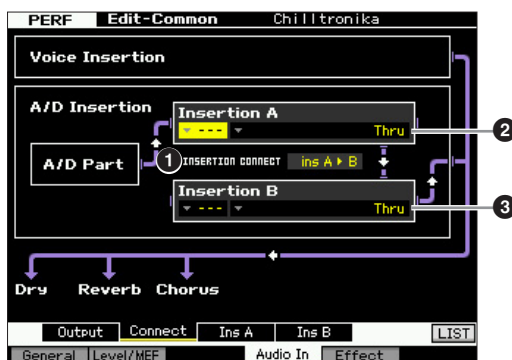 PERF Edit-Common Chilltronika
Voice Insertion
A/D Insertion
Insertion A
--- Thru
2
A/D Part
1 INSERTION CONNECT ins A▸B
Insertion B
--- Thru
3
Dry Reverb Chorus
Output Connect Ins A Ins B LIST
General Level/MEF Audio In Effect